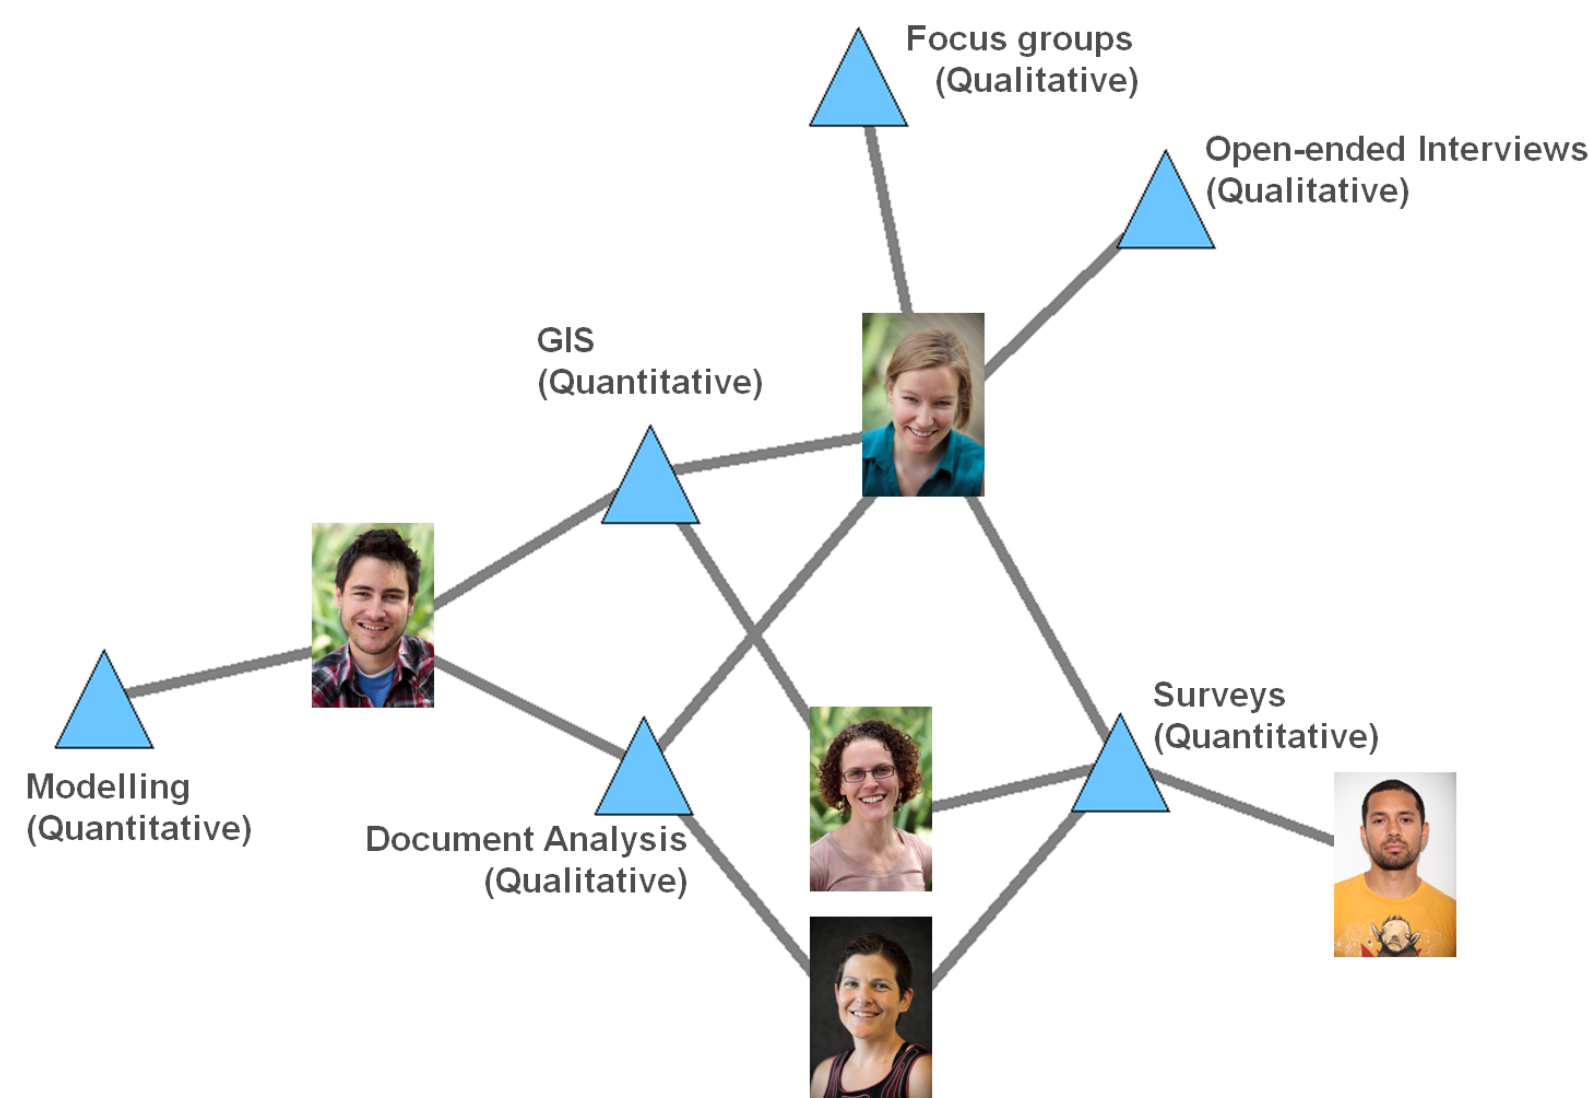 Focus groups
(Qualitative)
Open-ended Interviews
(Qualitative)
GIS
(Quantitative)
Surveys
(Quantitative)
Modelling
(Quantitative)
Document Analysis
(Qualitative)